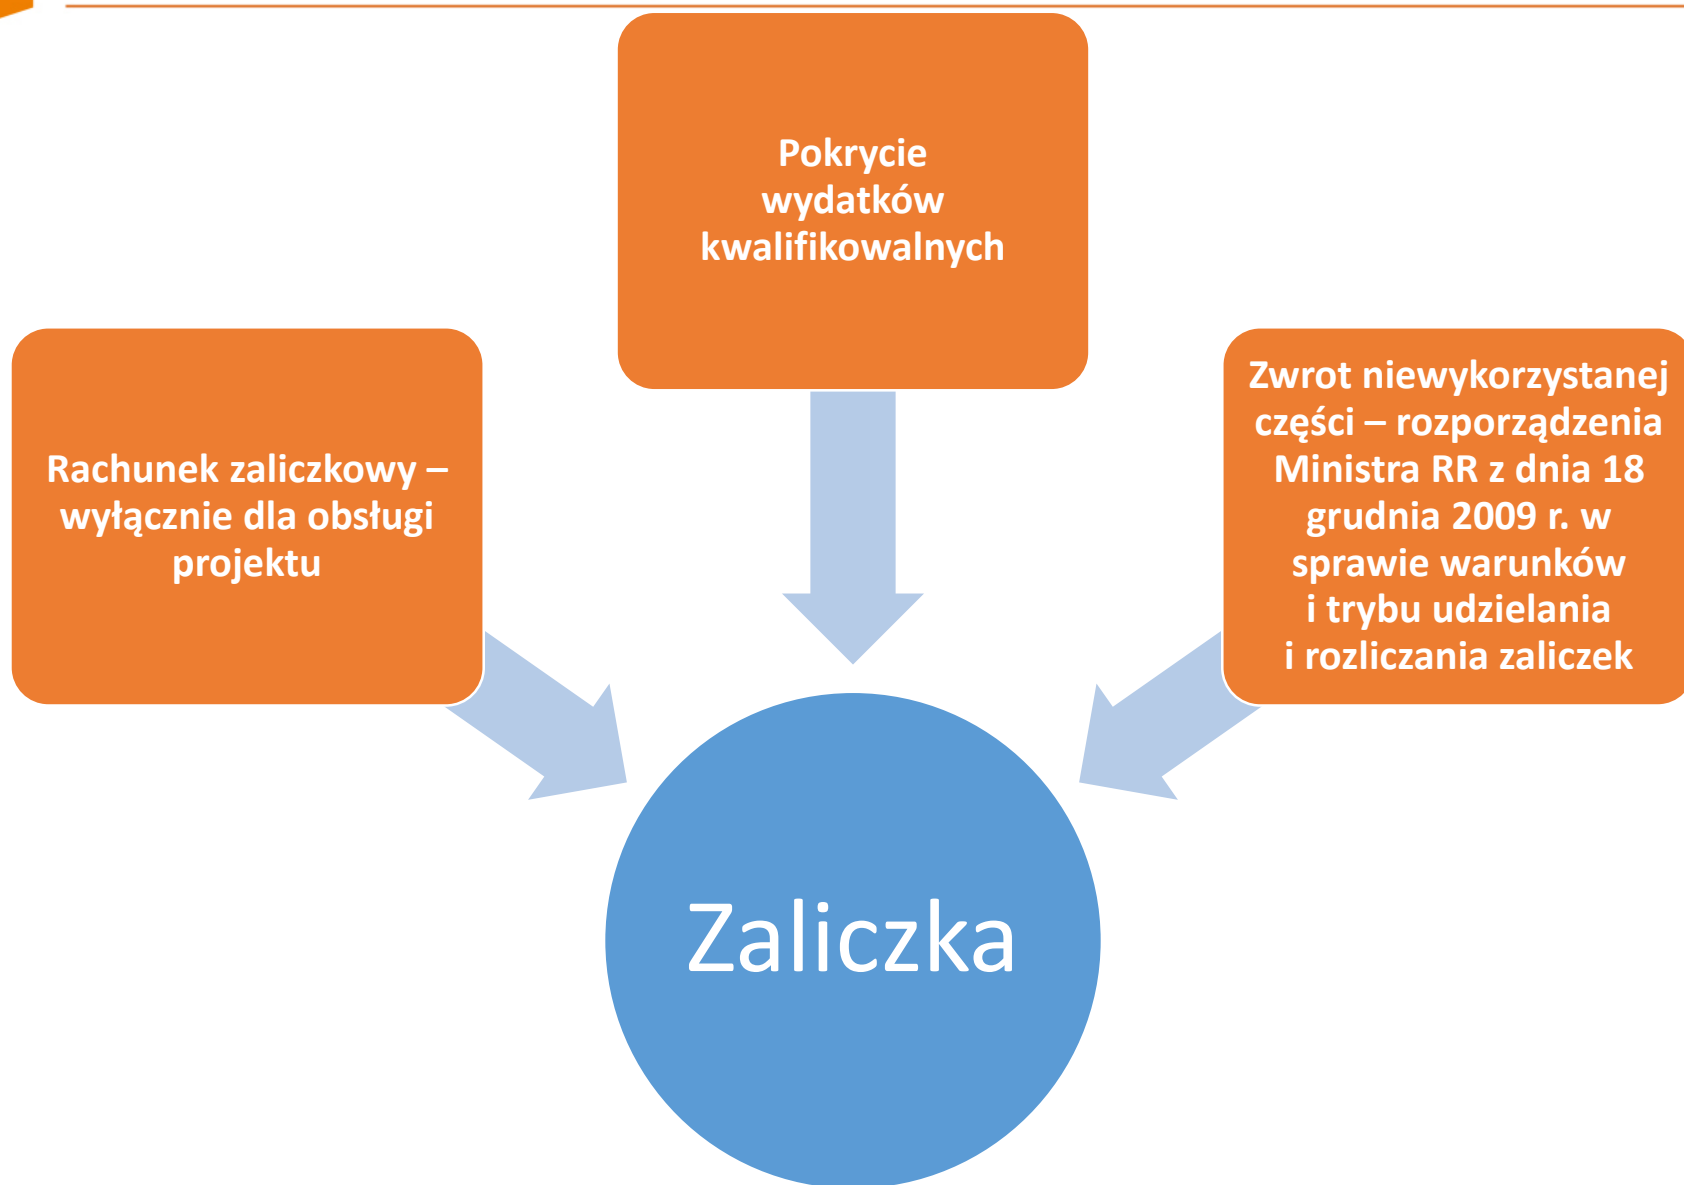 Pokrycie
wydatków
kwalifikowalnych
Rachunek zaliczkowy –
wyłącznie dla obsługi
projektu
Zwrot niewykorzystanej
części – rozporządzenia
Ministra RR z dnia 18
grudnia 2009 r. w
sprawie warunków
i trybu udzielania
i rozliczania zaliczek
Zaliczka